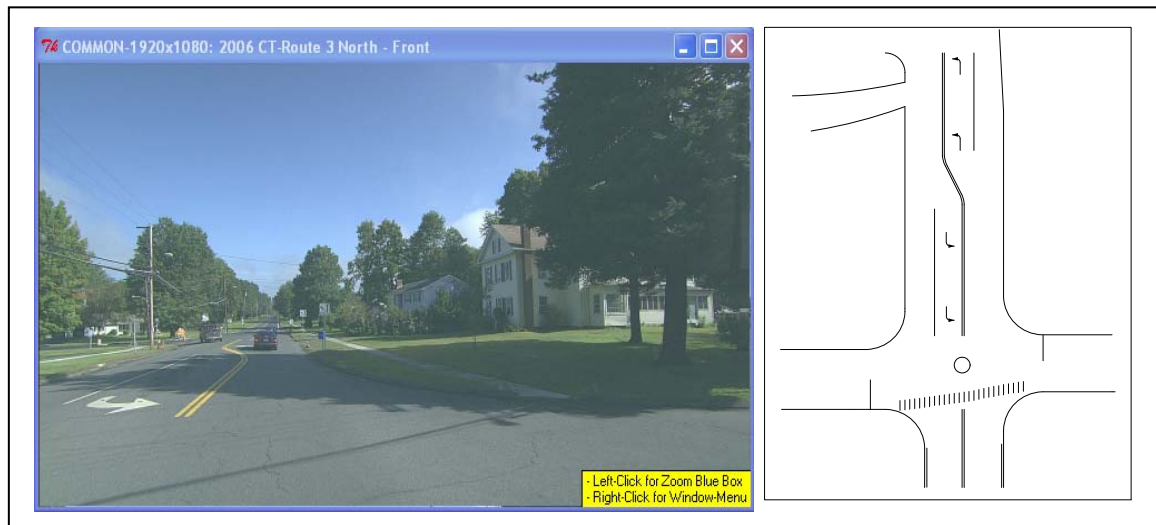 COMMON-1920x1080: 2006 CT-Route 3 North - Front
- Left-Click for Zoom Blue Box
- Right-Click for Window-Menu